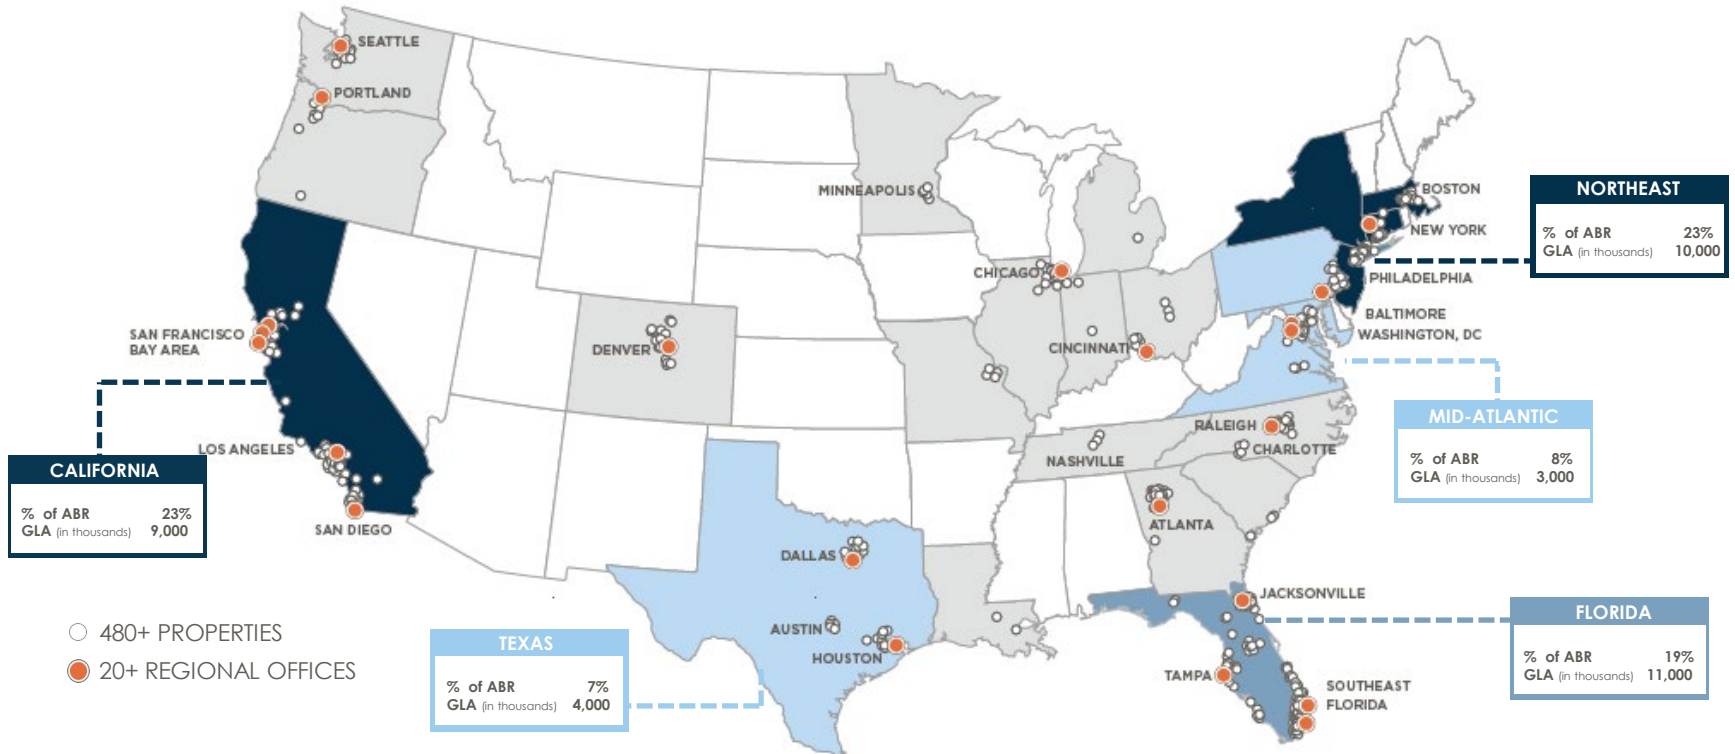 SEATTLE
PORTLAND
MINNEAPOLIS
BOSTON
NEW YORK
NORTHEAST
% of ABR 23%
GLA (in thousands) 10,000
CHICAGO
PHILADELPHIA
BALTIMORE
WASHINGTON, DC
SAN FRANCISCO
BAY AREA
DENVER
CINCINNATI
MID-ATLANTIC
% of ABR 8%
GLA (in thousands) 3,000
RALEIGH
CHARLOTTE
NASHVILLE
LOS ANGELES
CALIFORNIA
% of ABR 23%
GLA (in thousands) 9,000
SAN DIEGO
ATLANTA
DALLAS
JACKSONVILLE
FLORIDA
% of ABR 19%
GLA (in thousands) 11,000
480+ PROPERTIES
20+ REGIONAL OFFICES
AUSTIN
HOUSTON
TEXAS
% of ABR 7%
GLA (in thousands) 4,000
TAMPA
SOUTHEAST
FLORIDA